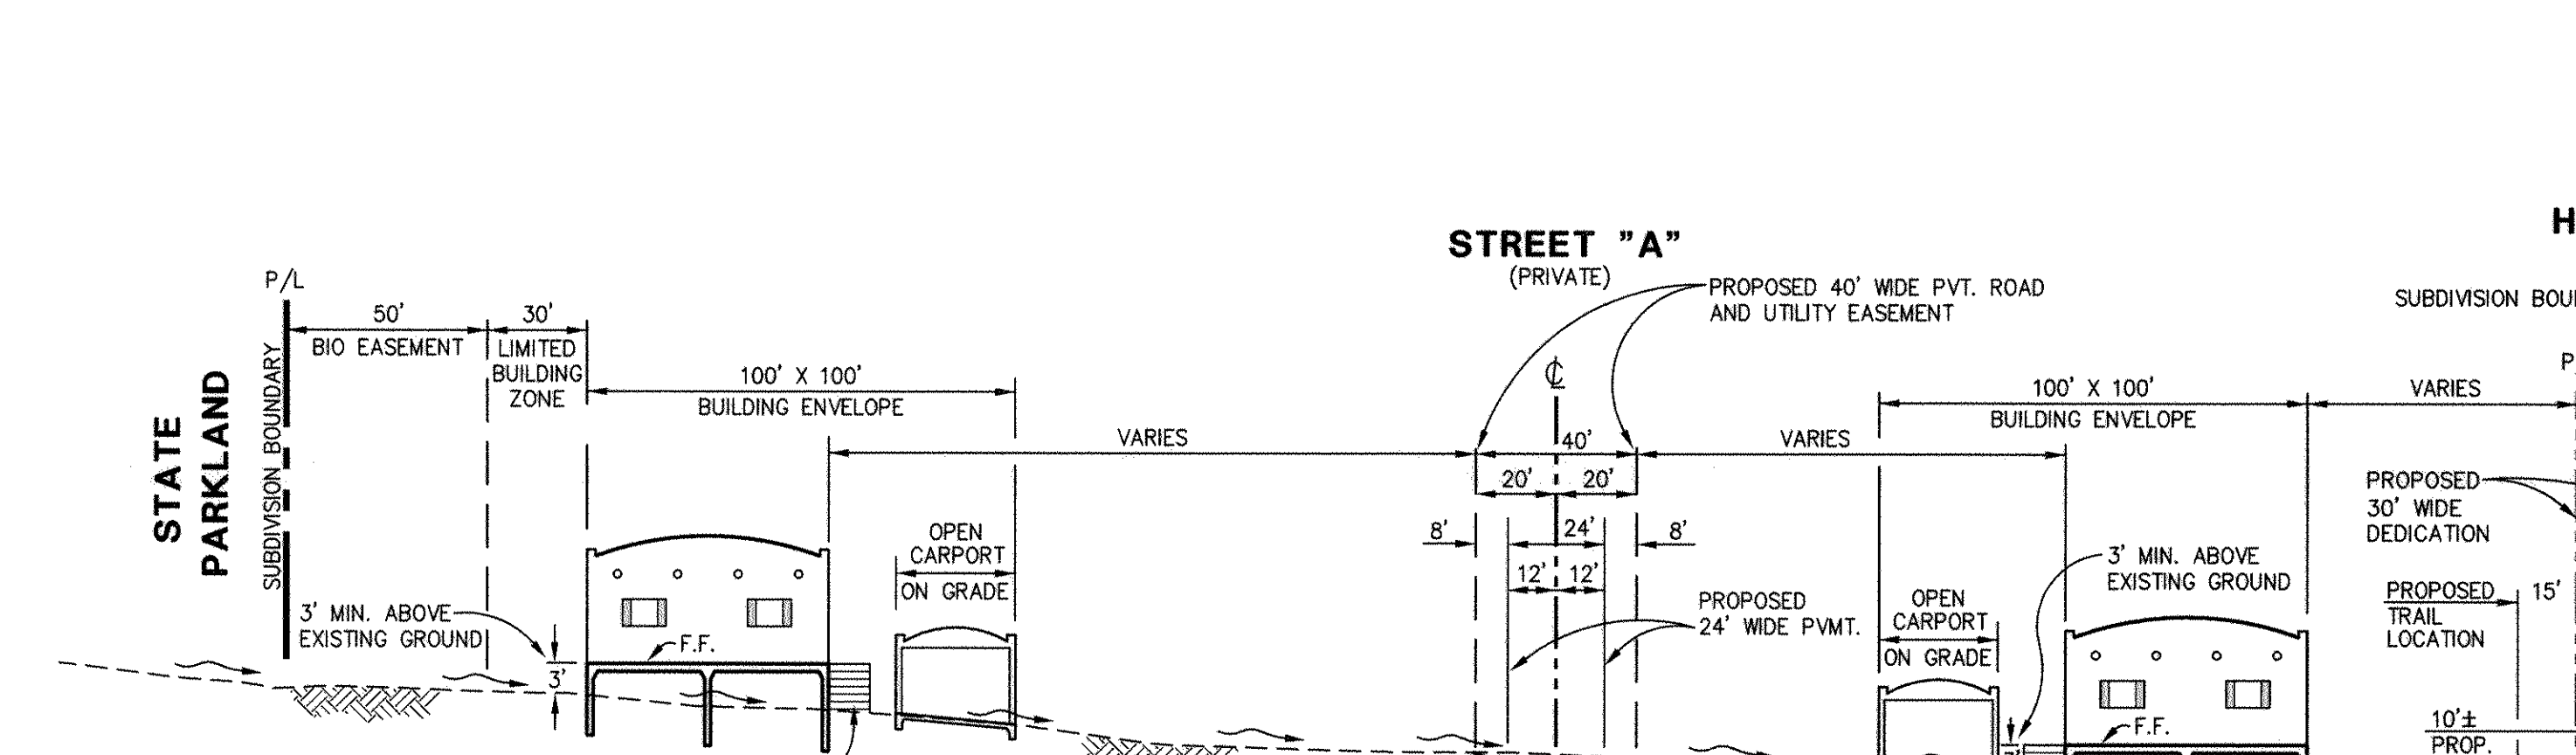 STATE
PARKLAND
P/L
SUBDIVISION BOUNDARY
50'
BIO EASEMENT
30'
LIMITED
BUILDING
ZONE
100' X 100'
BUILDING ENVELOPE
VARIES
OPEN
CARPORT
ON GRADE
3' MIN. ABOVE
EXISTING GROUND
3'
F.F.
STREET "A"
(PRIVATE)
PROPOSED 40' WIDE PVT. ROAD
AND UTILITY EASEMENT
℄
40'
20' 20'
8' 24' 8'
12' 12'
PROPOSED
24' WIDE PVMT.
VARIES
100' X 100'
BUILDING ENVELOPE
VARIES
OPEN
CARPORT
ON GRADE
3' MIN. ABOVE
EXISTING GROUND
F.F.
H
SUBDIVISION BOU
P
PROPOSED
30' WIDE
DEDICATION
PROPOSED 15'
TRAIL
LOCATION
10'±
PROP.